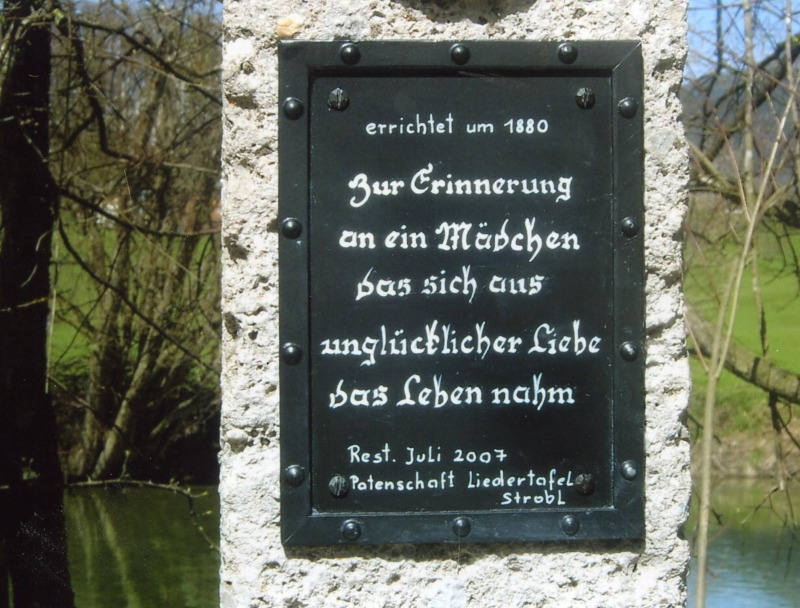 errichtet um 1880
Zur Erinnerung
an ein Mädchen
das sich aus
unglücklicher Liebe
das Leben nahm
Rest. Juli 2007
Patenschaft Liedertafel
Strobl